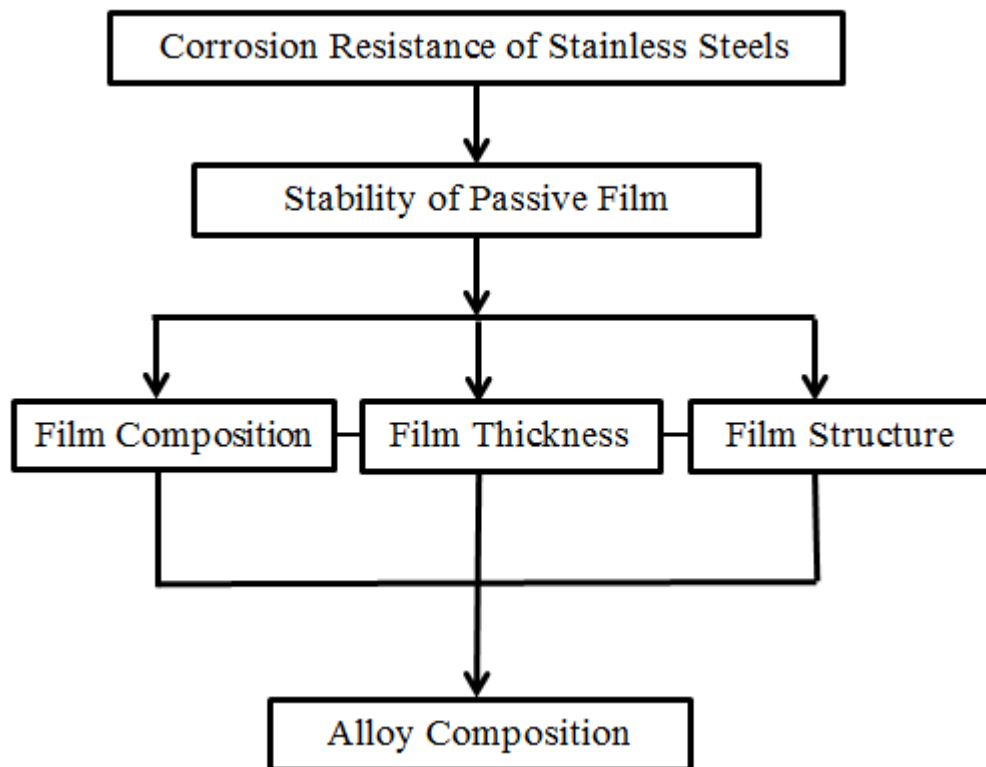 Corrosion Resistance of Stainless Steels
Stability of Passive Film
Film Composition
Film Thickness
Film Structure
Alloy Composition